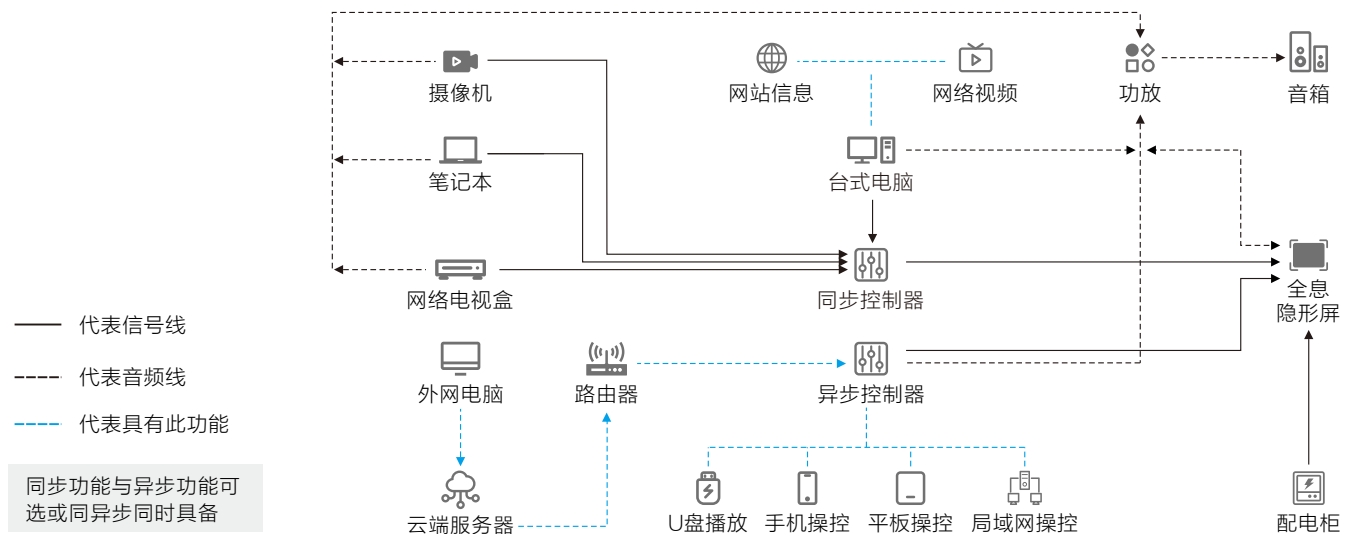 摄像机
网站信息
网络视频
功放
音箱
笔记本
台式电脑
网络电视盒
同步控制器
全息
隐形屏
代表信号线
代表音频线
代表具有此功能
外网电脑
路由器
异步控制器
同步功能与异步功能可
选或同异步同时具备
云端服务器
U盘播放
手机操控
平板操控
局域网操控
配电柜